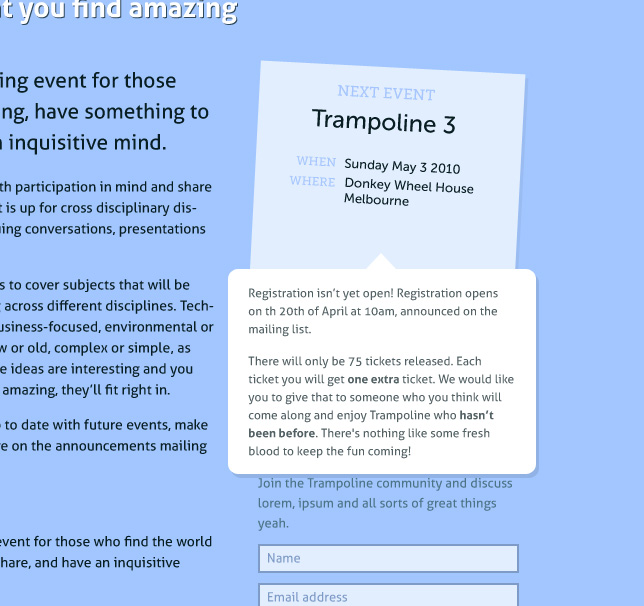 t you find amazing
ing event for those
ng, have something to
inquisitive mind.
th participation in mind and share
t is up for cross disciplinary dis-
ing conversations, presentations
s to cover subjects that will be
across different disciplines. Tech-
usiness-focused, environmental or
w or old, complex or simple, as
e ideas are interesting and you
amazing, they'll fit right in.
to date with future events, make
e on the announcements mailing
event for those who find the world
hare, and have an inquisitive
NEXT EVENT
Trampoline 3
WHEN Sunday May 3 2010
WHERE Donkey Wheel House
Melbourne
Registration isn't yet open! Registration opens
on th 20th of April at 10am, announced on the
mailing list.
There will only be 75 tickets released. Each
ticket you will get one extra ticket. We would like
you to give that to someone who you think will
come along and enjoy Trampoline who hasn't
been before. There's nothing like some fresh
blood to keep the fun coming!
Join the Trampoline community and discuss
lorem, ipsum and all sorts of great things
yeah.
Name
Email address